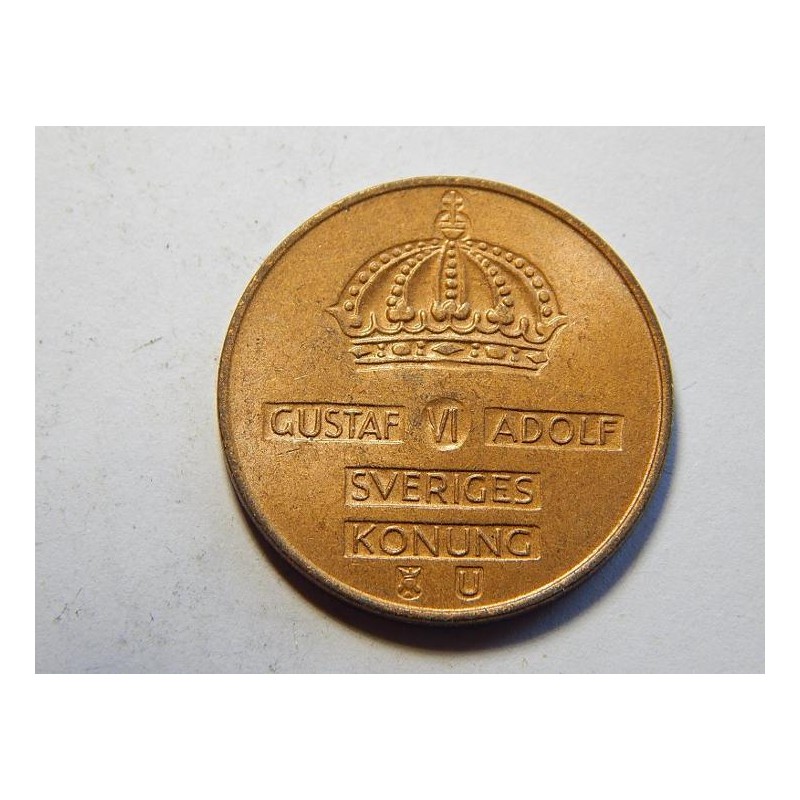 GUSTAF VI ADOLF
SVERIGES
KONUNG
U